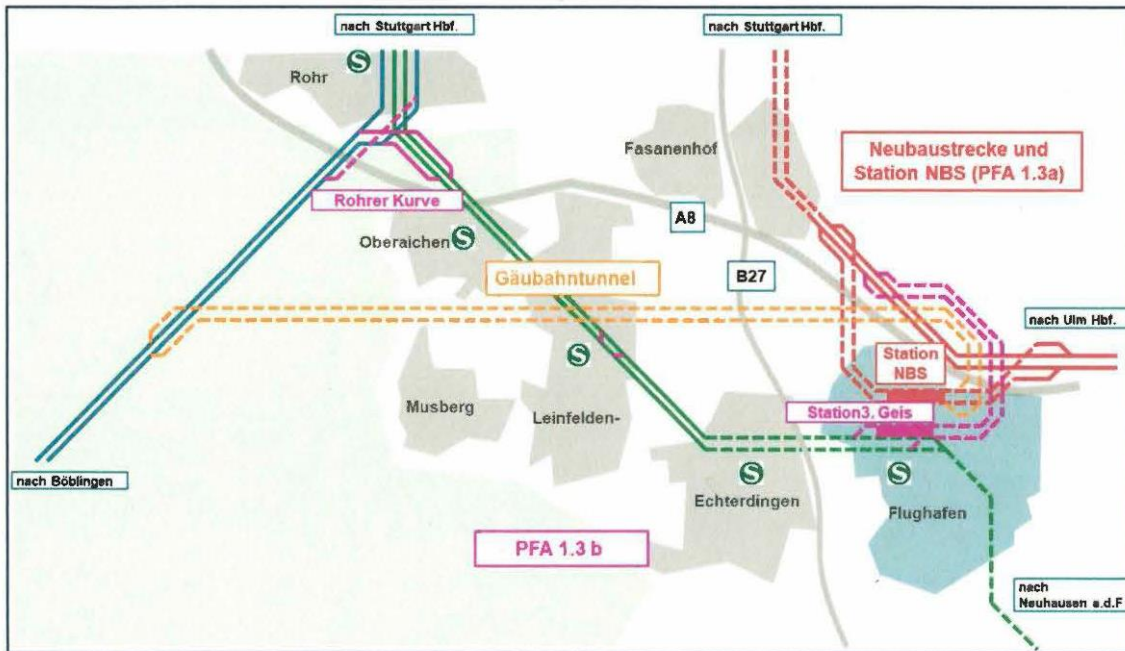 nach Stuttgart Hbf.
nach Stuttgart Hbf.
S
Rohr
Fasanenhof
Neubaustrecke und
Station NBS (PFA 1.3a)
Rohrer Kurve
A8
Oberaichen
S
Gäubahntunnel
B27
nach Ulm Hbf.
Station
NBS
S
Musberg
Leinfelden-
Station3. Geis
nach Böblingen
S
S
Echterdingen
Flughafen
PFA 1.3 b
nach
Neuhausen a.d.F